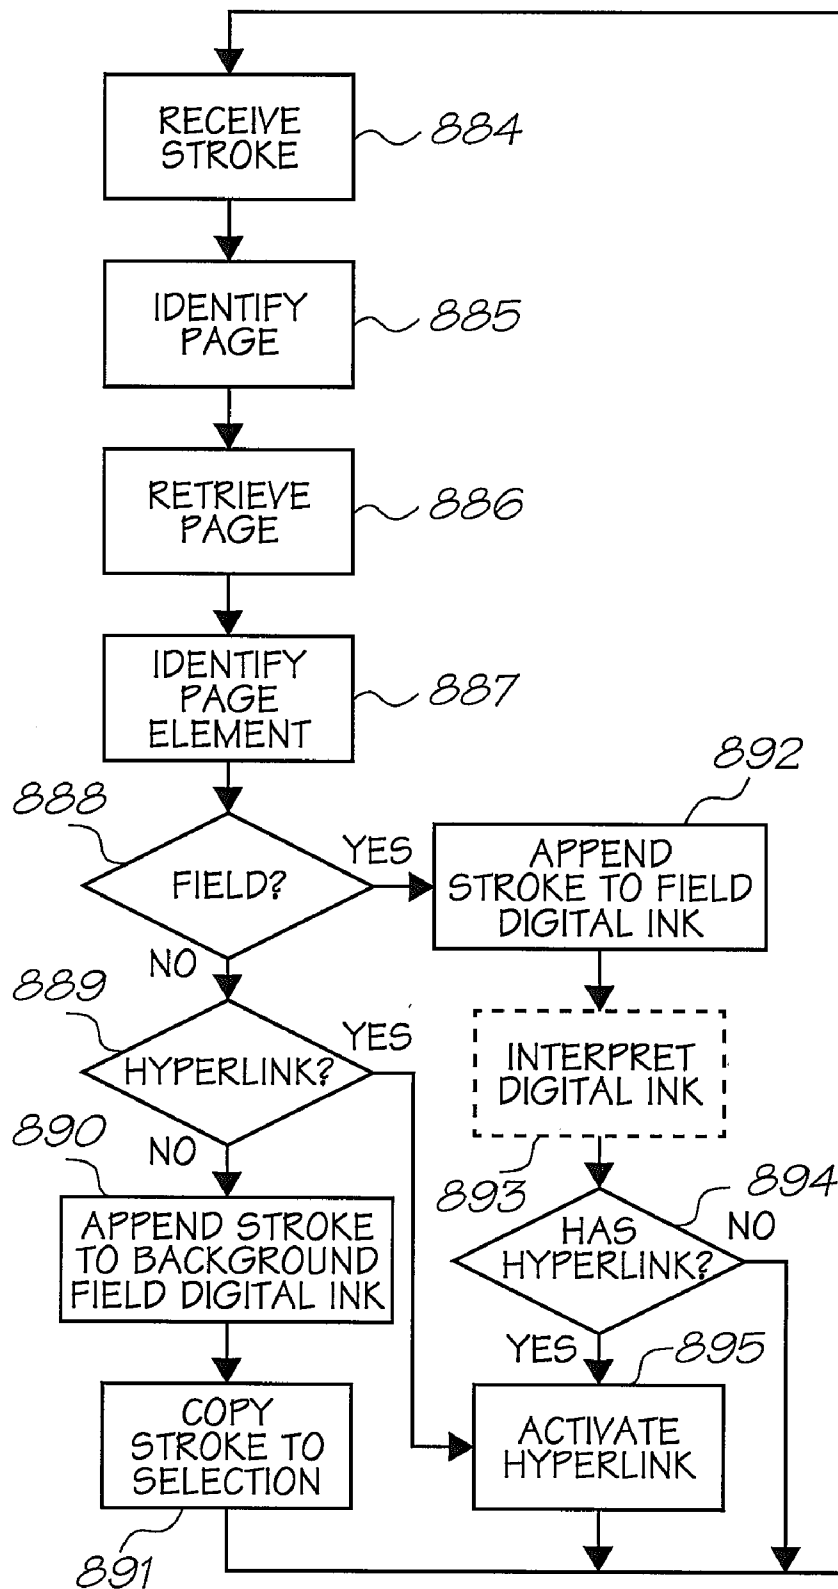 RECEIVE
STROKE
884
IDENTIFY
PAGE
885
RETRIEVE
PAGE
886
IDENTIFY
PAGE
ELEMENT
887
888
FIELD?
YES
892
APPEND
STROKE TO FIELD
DIGITAL INK
NO
889
HYPERLINK?
YES
INTERPRET
DIGITAL INK
893
NO
890
APPEND STROKE
TO BACKGROUND
FIELD DIGITAL INK
894
HAS
HYPERLINK?
NO
YES
895
ACTIVATE
HYPERLINK
COPY
STROKE TO
SELECTION
891